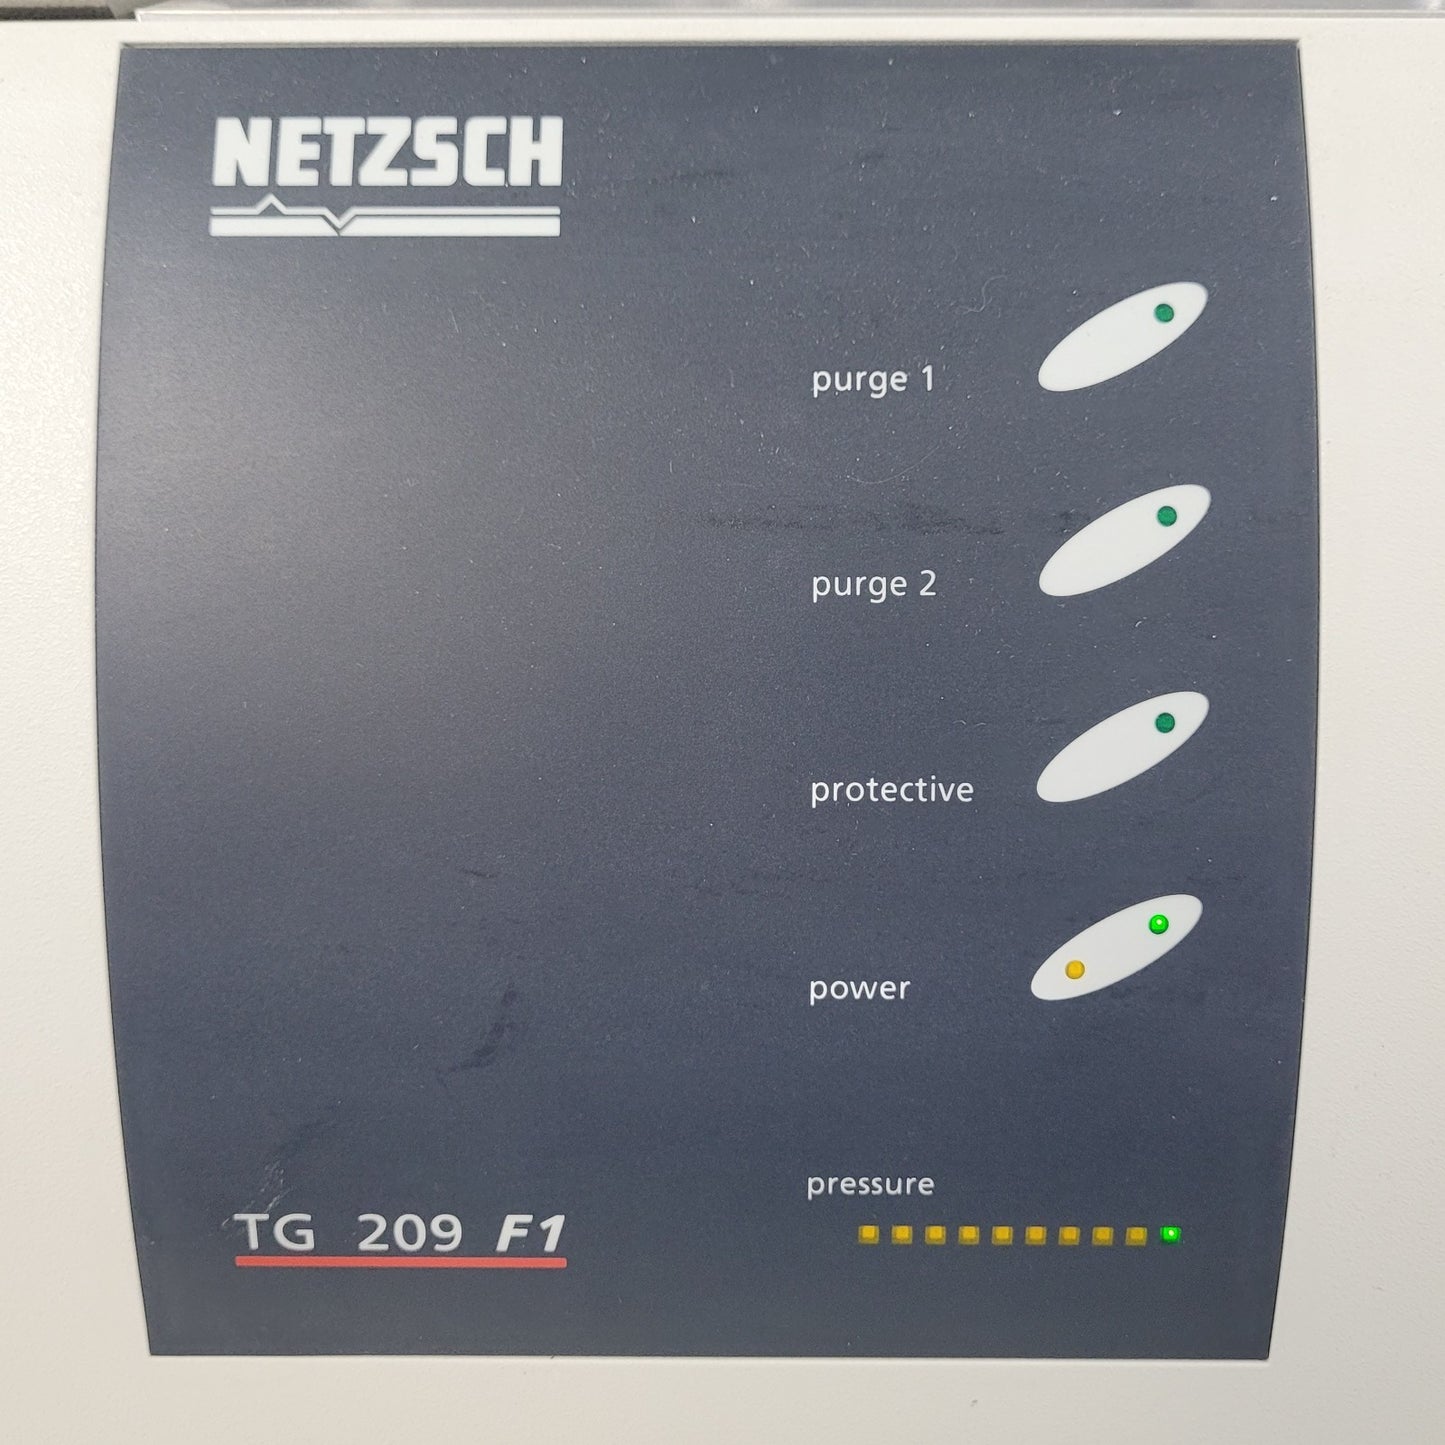 NETZSCH
purge 1
purge 2
protective
power
pressure
TG 209 F1